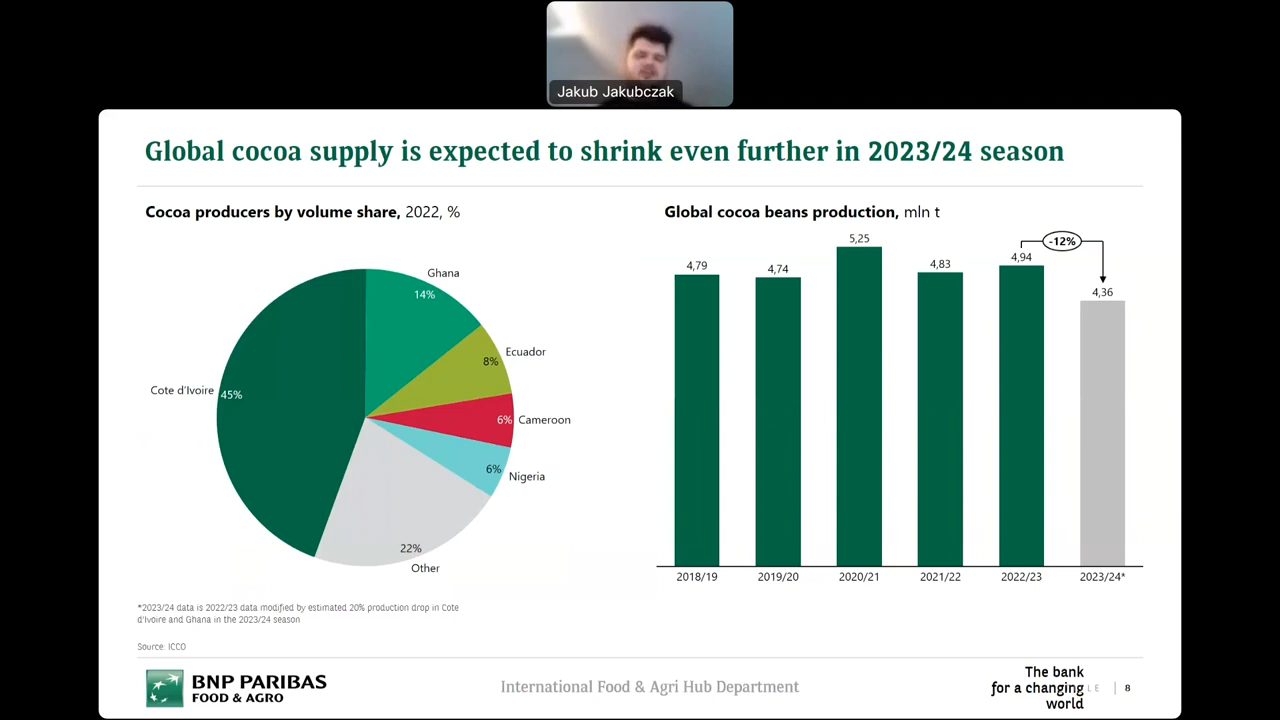 Jakub Jakubczak
Global cocoa supply is expected to shrink even further in 2023/24 season
Cocoa producers by volume share, 2022, %
Ghana
14%
Ecuador
8%
Cote d'Ivoire
45%
6%
Cameroon
6%
Nigeria
22%
Other
Global cocoa beans production, mln t
4,79
4,74
5,25
4,83
4,94
-12%
4,36
2018/19
2019/20
2020/21
2021/22
2022/23
2023/24*
*2023/24 data is 2022/23 data modified by estimated 20% production drop in Cote
d'Ivoire and Ghana in the 2023/24 season
Source: ICCO
BNP PARIBAS
FOOD & AGRO
International Food & Agri Hub Department
The bank
for a changing
world
8